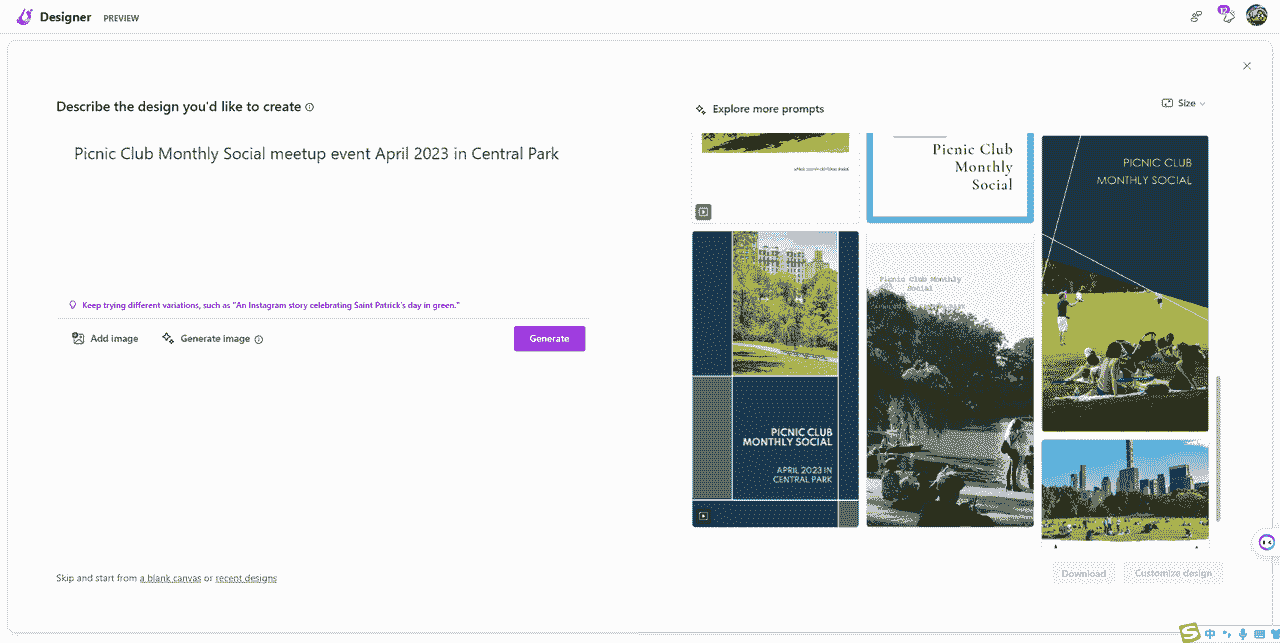 Designer PREVIEW
12
Describe the design you'd like to create
Picnic Club Monthly Social meetup event April 2023 in Central Park
Keep trying different variations, such as "An Instagram story celebrating Saint Patrick's day in green."
Add image
Generate image
Generate
Skip and start from a blank canvas or recent designs
Explore more prompts
Size
Picnic Club
Monthly
Social
PICNIC CLUB
MONTHLY SOCIAL
PICNIC CLUB
MONTHLY SOCIAL
APRIL 2023 IN
CENTRAL PARK
Picnic Club Monthly
Social
Download
Customize design
S中